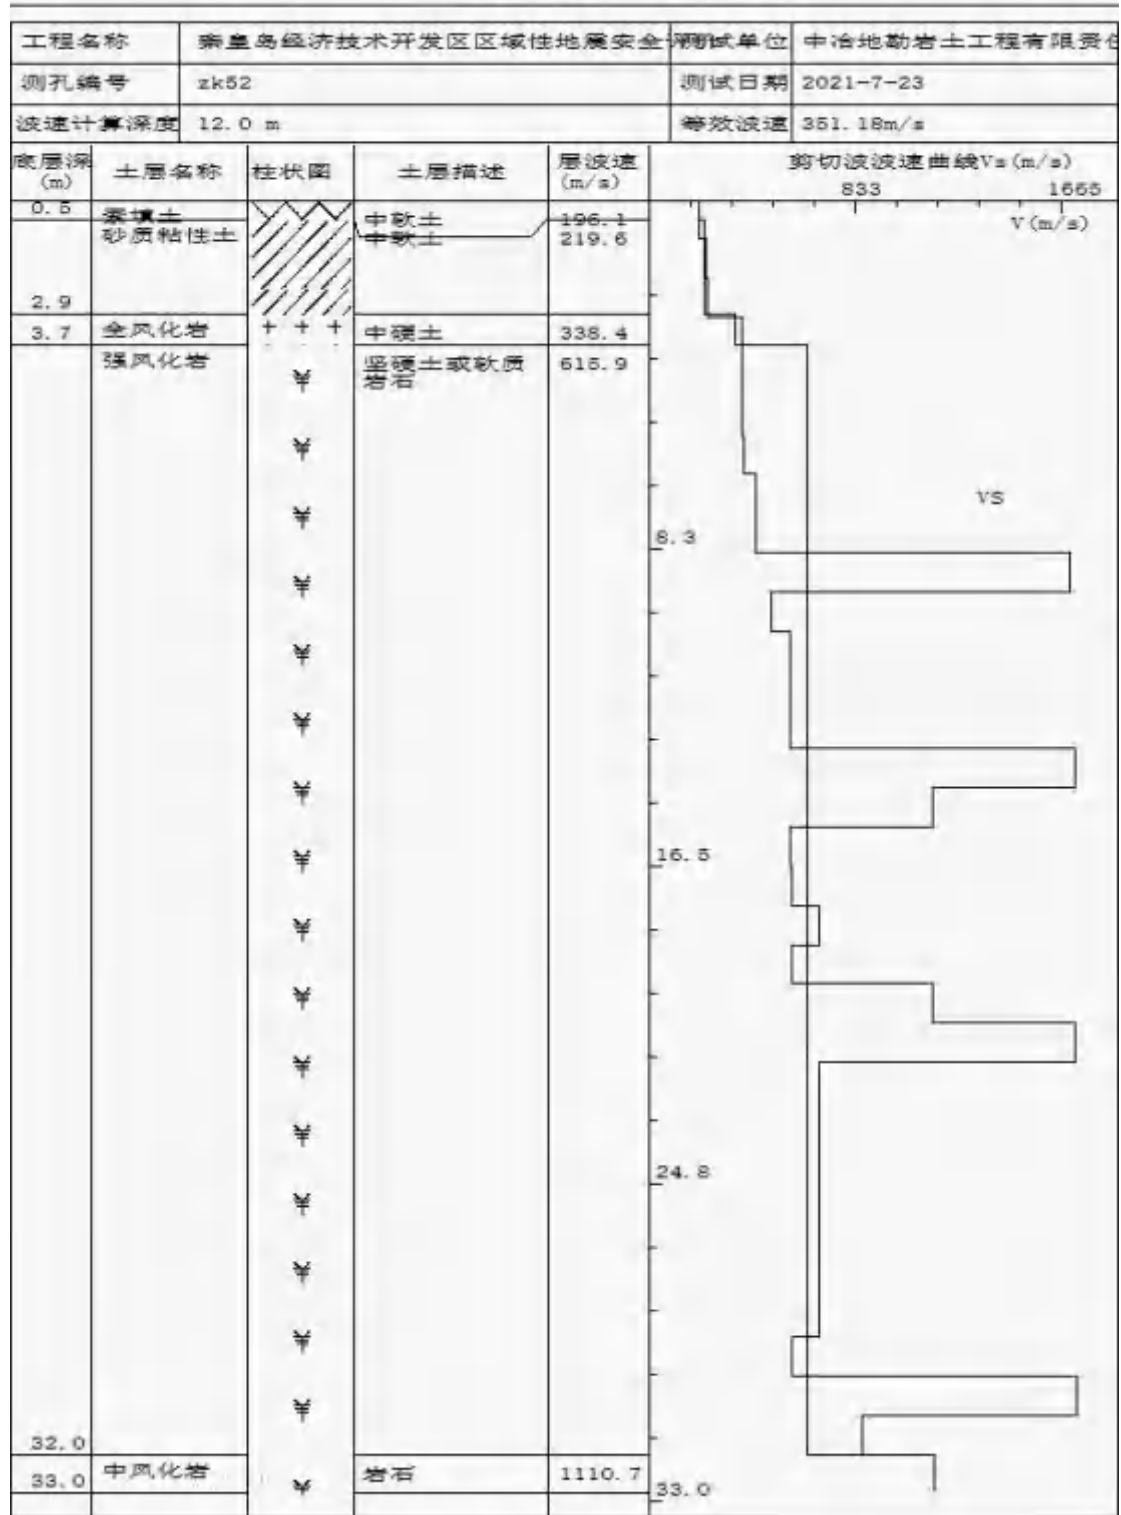 工程名称 秦皇岛经济技术开发区区域性地震安全 测试单位 中冶地勘岩土工程有限责任
测孔编号 zk52 测试日期 2021-7-23
波速计算深度 12.0 m 等效波速 351.18m/s
底层深 (m) 土层名称 柱状图 土层描述 层波速 (m/s) 剪切波波速曲线Vs(m/s)
833 1665
V(m/s)
0.5 素填土 中软土 196.1
砂质粘性土 中软土 219.6
2.9
3.7 全风化岩 中硬土 338.4
强风化岩 坚硬土或软质 615.9
岩石
VS
8.3
16.5
24.8
32.0
33.0 中风化岩 岩石 1110.7
33.0